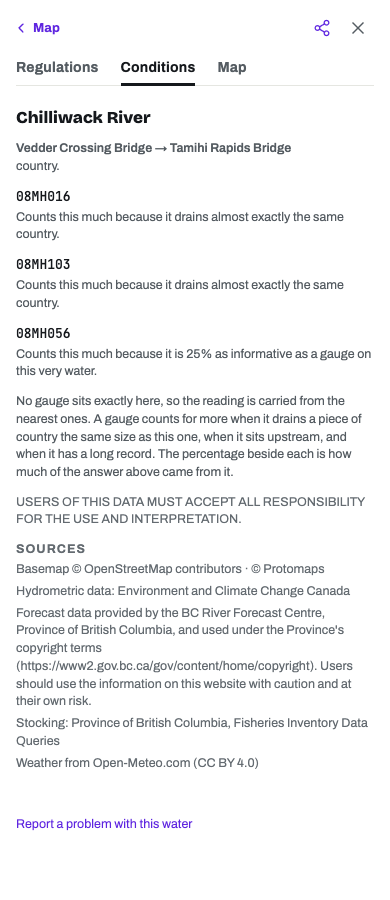 Map
Regulations Conditions Map
Chilliwack River
Vedder Crossing Bridge → Tamihi Rapids Bridge
country.
08MH016
Counts this much because it drains almost exactly the same
country.
08MH103
Counts this much because it drains almost exactly the same
country.
08MH056
Counts this much because it is 25% as informative as a gauge on
this very water.
No gauge sits exactly here, so the reading is carried from the
nearest ones. A gauge counts for more when it drains a piece of
country the same size as this one, when it sits upstream, and
when it has a long record. The percentage beside each is how
much of the answer above came from it.
USERS OF THIS DATA MUST ACCEPT ALL RESPONSIBILITY
FOR THE USE AND INTERPRETATION.
SOURCES
Basemap © OpenStreetMap contributors · © Protomaps
Hydrometric data: Environment and Climate Change Canada
Forecast data provided by the BC River Forecast Centre,
Province of British Columbia, and used under the Province's
copyright terms
(https://www2.gov.bc.ca/gov/content/home/copyright). Users
should use the information on this website with caution and at
their own risk.
Stocking: Province of British Columbia, Fisheries Inventory Data
Queries
Weather from Open-Meteo.com (CC BY 4.0)
Report a problem with this water